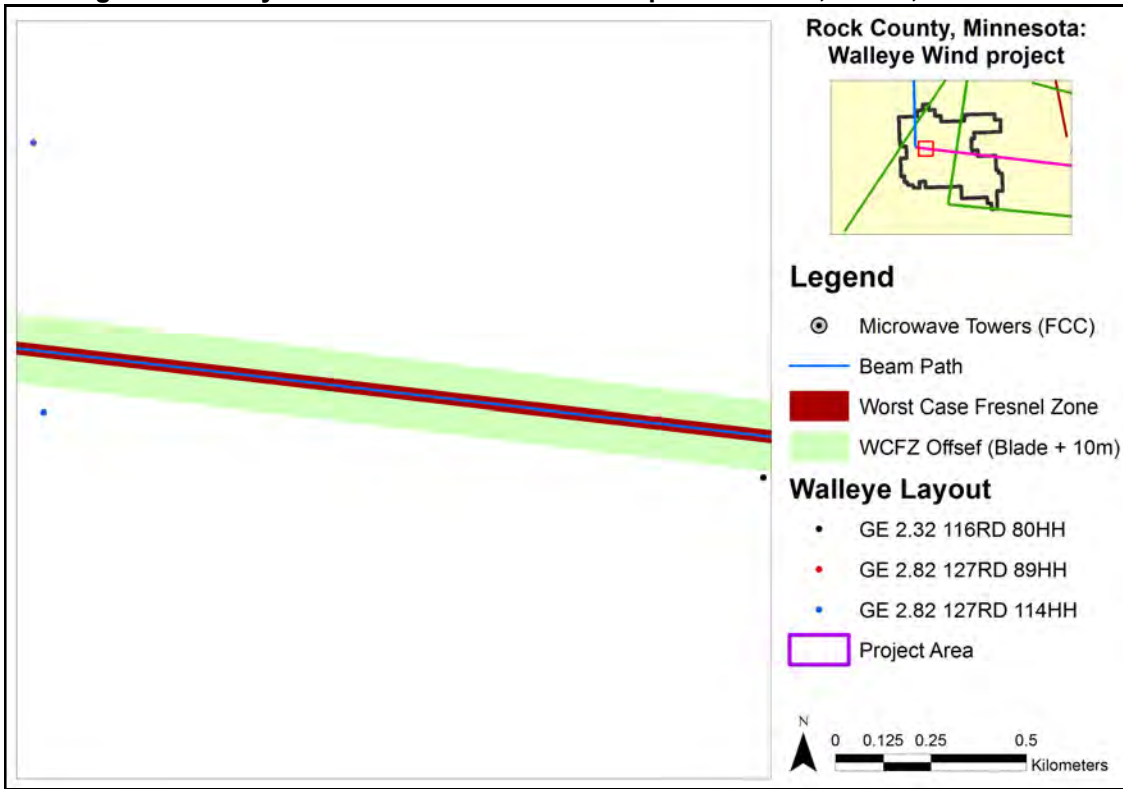 Rock County, Minnesota:
Walleye Wind project
Legend
Microwave Towers (FCC)
Beam Path
Worst Case Fresnel Zone
WCFZ Offsef (Blade + 10m)
Walleye Layout
GE 2.32 116RD 80HH
GE 2.82 127RD 89HH
GE 2.82 127RD 114HH
Project Area
N
0 0.125 0.25 0.5
Kilometers